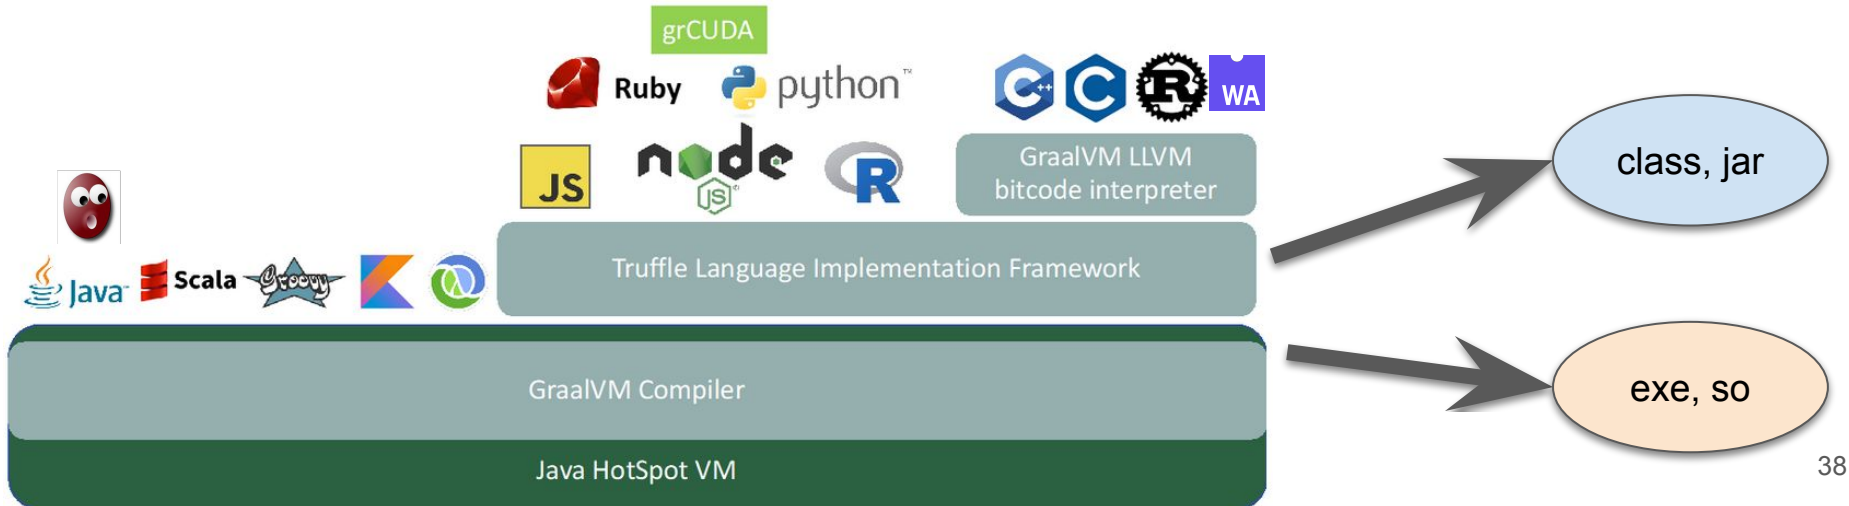 grCUDA
Ruby
python™
C++
C
R
WA
JS
node
JS
R
GraalVM LLVM
bitcode interpreter
Java
Scala
Groovy
Truffle Language Implementation Framework
GraalVM Compiler
Java HotSpot VM
class, jar
exe, so
38